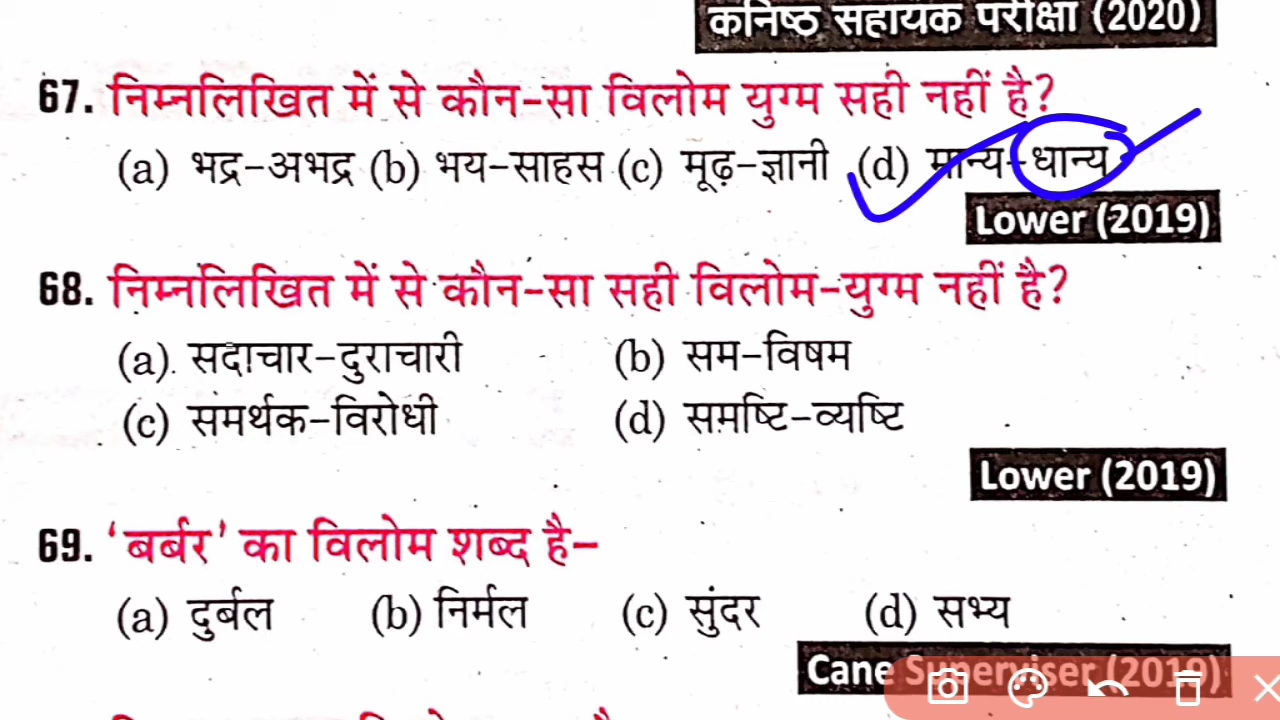 कनिष्ठ सहायक परीक्षा (2020)
67. निम्नलिखित में से कौन-सा विलोम युग्म सही नहीं है?
(a) भद्र-अभद्र (b) भय-साहस (c) मूढ़-ज्ञानी (d) मान्य-धान्य
Lower (2019)
68. निम्नलिखित में से कौन-सा सही विलोम-युग्म नहीं है?
(a) सदाचार-दुराचारी (b) सम-विषम
(c) समर्थक-विरोधी (d) समष्टि-व्यष्टि
Lower (2019)
69. 'बर्बर' का विलोम शब्द है-
(a) दुर्बल (b) निर्मल (c) सुंदर (d) सभ्य
Cane Superviser (2019)